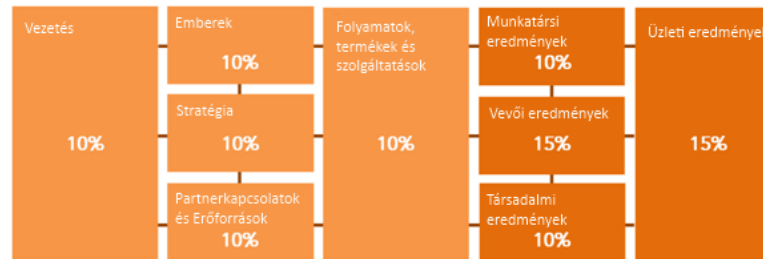 Vezetés
10%
Emberek
10%
Stratégia
10%
Partnerkapcsolatok
és Erőforrások
10%
Folyamatok,
termékek és
szolgáltatások
10%
Munkatársi
eredmények
10%
Vevői eredmények
15%
Társadalmi
eredmények
10%
Üzleti eredmények
15%